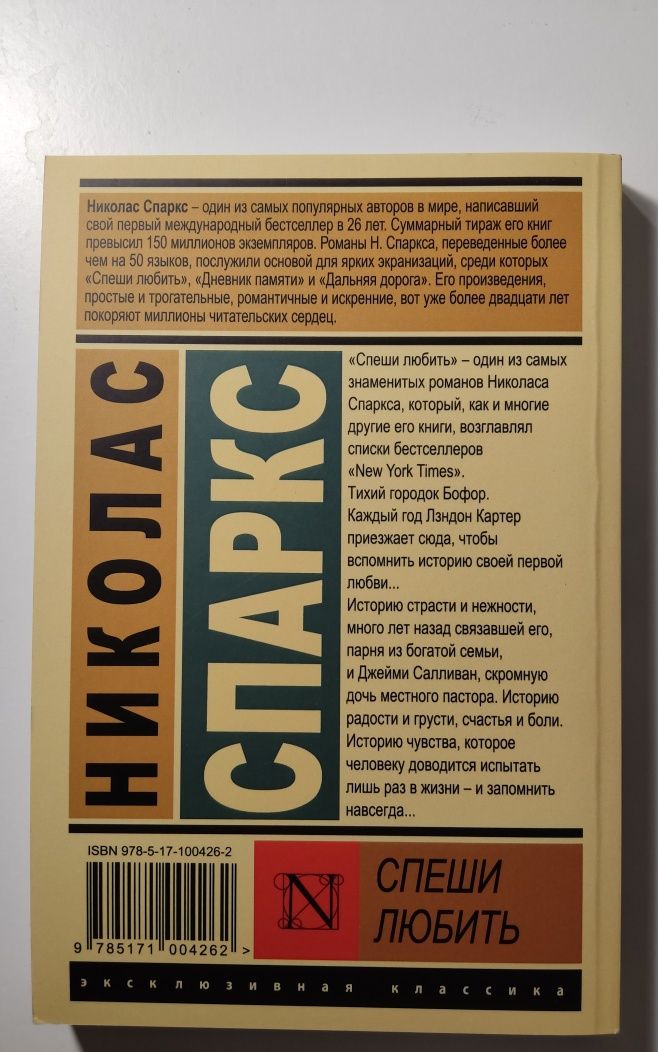 Николас Спаркс – один из самых популярных авторов в мире, написавший
свой первый международный бестселлер в 26 лет. Суммарный тираж его книг
превысил 150 миллионов экземпляров. Романы Н. Спаркса, переведенные более
чем на 50 языков, послужили основой для ярких экранизаций, среди которых
«Спеши любить», «Дневник памяти» и «Дальняя дорога». Его произведения,
простые и трогательные, романтичные и искренние, вот уже более двадцати лет
покоряют миллионы читательских сердец.
НИКОЛАС
СПАРКС
«Спеши любить» – один из самых
знаменитых романов Николаса
Спаркса, который, как и многие
другие его книги, возглавлял
списки бестселлеров
«New York Times».
Тихий городок Бофор.
Каждый год Лэндон Картер
приезжает сюда, чтобы
вспомнить историю своей первой
любви...
Историю страсти и нежности,
много лет назад связавшей его,
парня из богатой семьи,
и Джейми Салливан, скромную
дочь местного пастора. Историю
радости и грусти, счастья и боли.
Историю чувства, которое
человеку доводится испытать
лишь раз в жизни – и запомнить
навсегда...
ISBN 978-5-17-100426-2
9 785171 004262 >
N
СПЕШИ
ЛЮБИТЬ
эксклюзивная классика